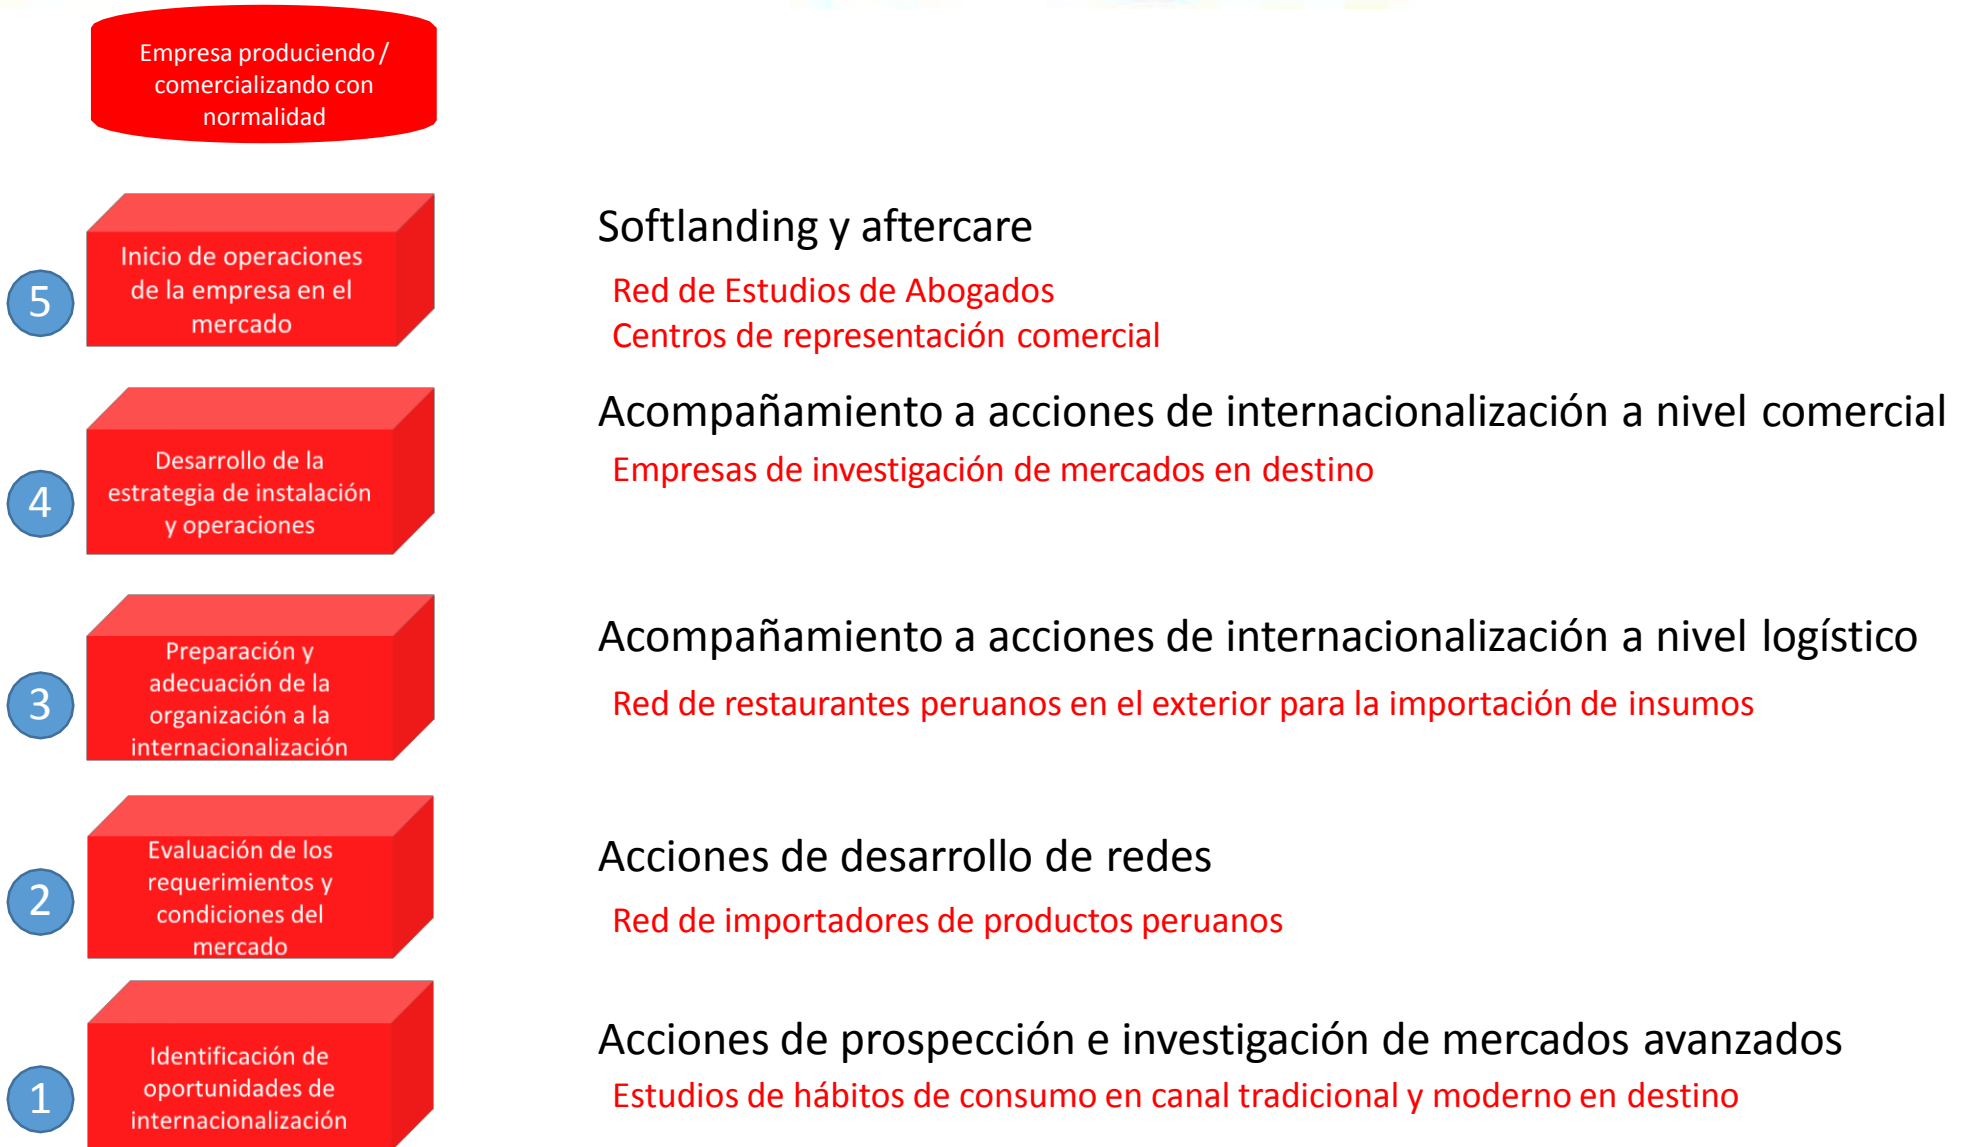 Empresa produciendo /
comercializando con
normalidad
5
Inicio de operaciones
de la empresa en el
mercado
Softlanding y aftercare
Red de Estudios de Abogados
Centros de representación comercial
4
Desarrollo de la
estrategia de instalación
y operaciones
Acompañamiento a acciones de internacionalización a nivel comercial
Empresas de investigación de mercados en destino
3
Preparación y
adecuación de la
organización a la
internacionalización
Acompañamiento a acciones de internacionalización a nivel logístico
Red de restaurantes peruanos en el exterior para la importación de insumos
2
Evaluación de los
requerimientos y
condiciones del
mercado
Acciones de desarrollo de redes
Red de importadores de productos peruanos
1
Identificación de
oportunidades de
internacionalización
Acciones de prospección e investigación de mercados avanzados
Estudios de hábitos de consumo en canal tradicional y moderno en destino